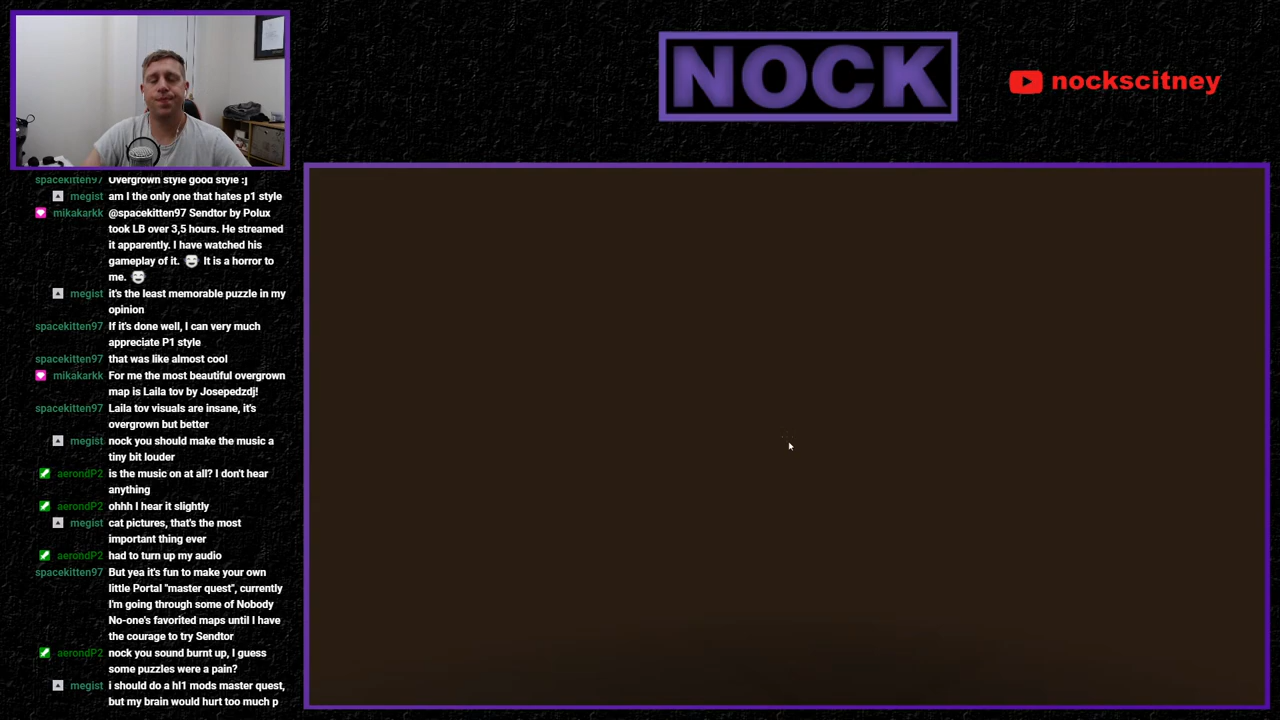 NOCK
nockscitney
spacekitten97 Overgrown style good style :]
megist am I the only one that hates p1 style
mikakarkk @spacekitten97 Sendtor by Polux
took LB over 3,5 hours. He streamed
it apparently. I have watched his
gameplay of it. It is a horror to
me.
megist it's the least memorable puzzle in my
opinion
spacekitten97 If it's done well, I can very much
appreciate P1 style
spacekitten97 that was like almost cool
mikakarkk For me the most beautiful overgrown
map is Laila tov by Josepedzdj!
spacekitten97 Laila tov visuals are insane, it's
overgrown but better
megist nock you should make the music a
tiny bit louder
aerondP2 is the music on at all? I don't hear
anything
aerondP2 ohhh I hear it slightly
megist cat pictures, that's the most
important thing ever
aerondP2 had to turn up my audio
spacekitten97 But yea it's fun to make your own
little Portal "master quest", currently
I'm going through some of Nobody
No-one's favorited maps until I have
the courage to try Sendtor
aerondP2 nock you sound burnt up, I guess
some puzzles were a pain?
megist i should do a hl1 mods master quest,
but my brain would hurt too much p